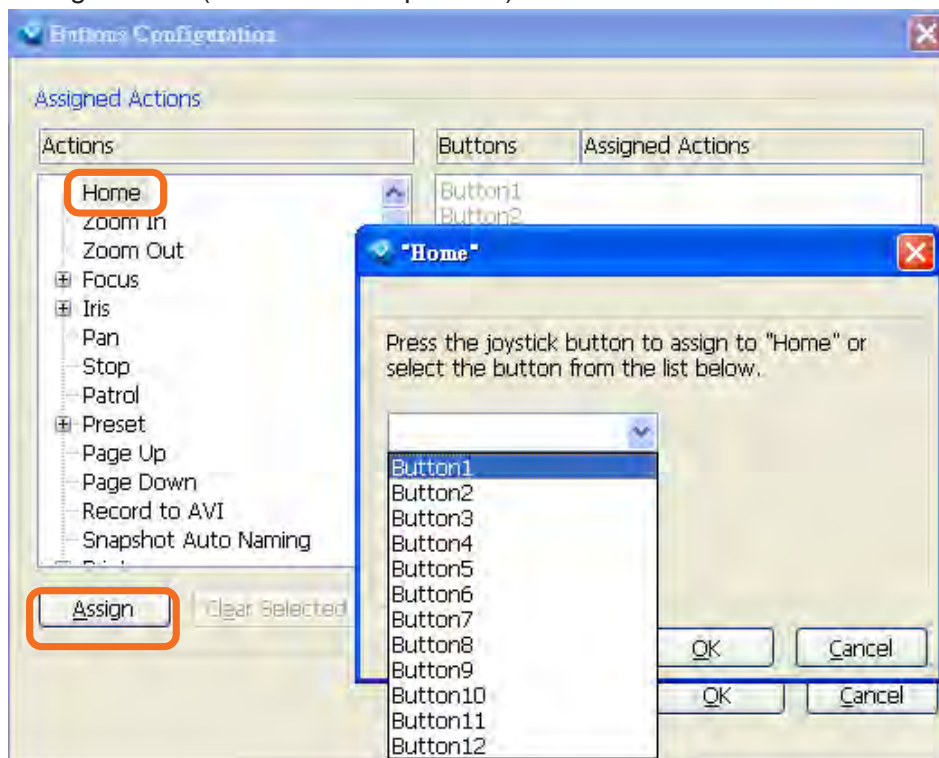 Buttons Configuration
Assigned Actions
Actions
Buttons
Assigned Actions
Home
Zoom In
Zoom Out
Focus
Iris
Pan
Stop
Patrol
Preset
Page Up
Page Down
Record to AVI
Snapshot Auto Naming
Button1
Button2
Assign
Clear Selected
"Home"
Press the joystick button to assign to "Home" or
select the button from the list below.
Button1
Button2
Button3
Button4
Button5
Button6
Button7
Button8
Button9
Button10
Button11
Button12
OK
Cancel
OK
Cancel